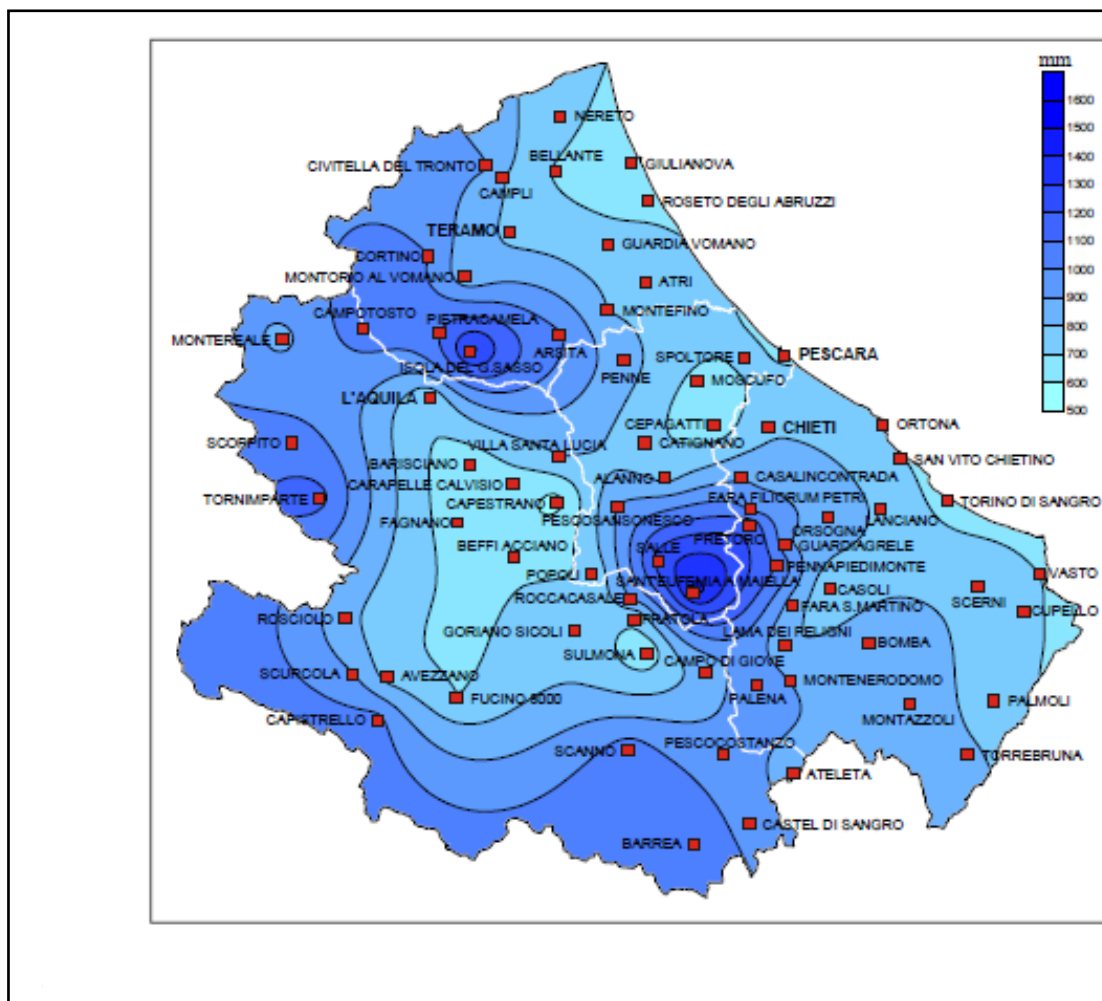 mm
1600
1500
1400
1300
1200
1100
1000
900
800
700
600
500
NERETO
BELLANTE
GIULIANOVA
CIVITELLA DEL TRONTO
CAMPLI
ROSETO DEGLI ABRUZZI
TERAMO
GUARDIA VOMANO
CORTINO
MONTORIO AL VOMANO
ATRI
MONTEFINO
CAMPOTOSTO
PIETRACAMELA
MONTEREALE
ARSITA
ISOLA DEL G.SASSO
PENNE
SPOLTORE
PESCARA
MOSCUFO
L'AQUILA
CEPAGATTI
CHIETI
ORTONA
SCOPPITO
VILLA SANTA LUCIA
CATIGNANO
SAN VITO CHIETINO
BARISCIANO
CARAPELLE CALVISIO
ALANNO
CASALINCONTRADA
TORNIMPARTE
CAPESTRANO
FARA FILIORUM PETRI
TORINO DI SANGRO
FAGNANO
PESCOSANSONESCO
ORSOGNA
LANCIANO
PRETORO
GUARDIAGRELE
BEFFI ACCIANO
SALLE
PENNAPIEDIMONTE
POPOLI
SANT'EUFEMIA A MAIELLA
VASTO
CASOLI
SCERNI
ROCCACASALE
FARA S.MARTINO
CUPELLO
ROSCIOLO
PRATOLA
GORIANO SICOLI
LAMA DEI RELIGNI
BOMBA
SULMONA
CAMPO DI GIOVE
SCURCOLA
AVEZZANO
MONTENERODOMO
FUCINO 8000
PALENA
PALMOLI
MONTAZZOLI
CAPISTRELLO
SCANNO
PESCOCOSTANZO
TORREBRUNA
ATELETA
CASTEL DI SANGRO
BARREA